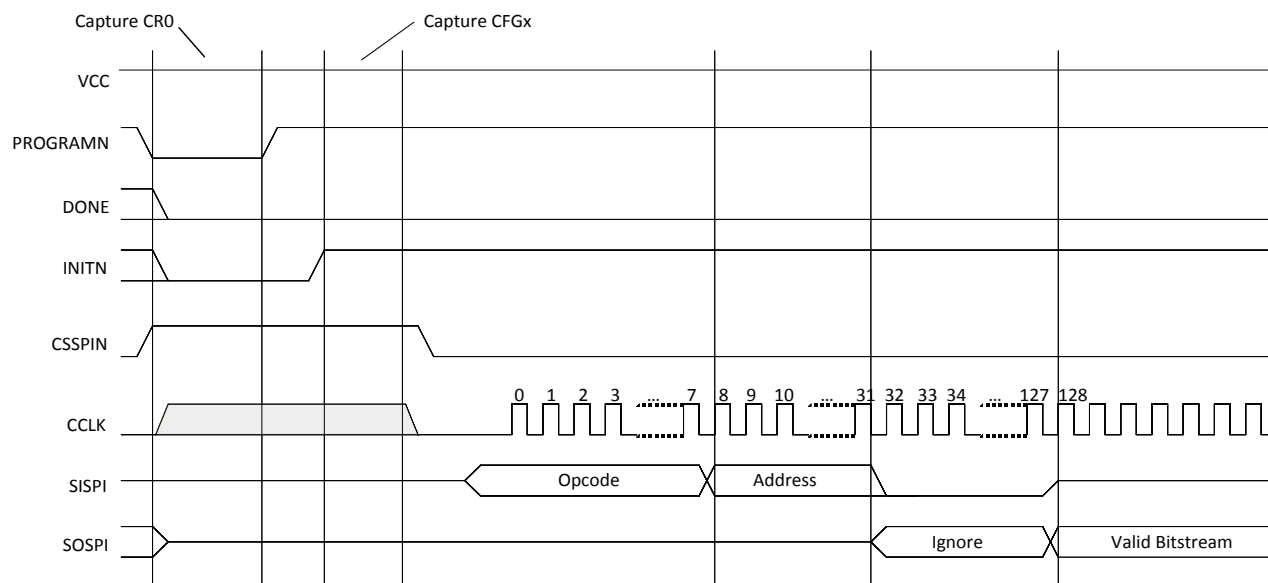 Capture CR0 Capture CFGx
VCC
PROGRAMN
DONE
INITN
CSSPIN
0 1 2 3 ... 7 8 9 10 ... 31 32 33 34 ... 127 128
CCLK
SISPI Opcode Address
SOSPI Ignore Valid Bitstream